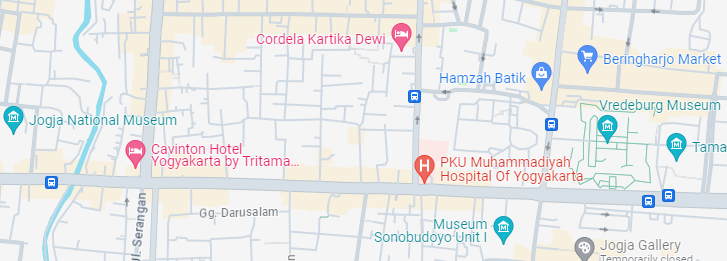 Cordela Kartika Dewi
Beringharjo Market
Hamzah Batik
Vredeburg Museum
Jogja National Museum
Cavinton Hotel
Yogyakarta by Tritama...
Tama
H
PKU Muhammadiyah
Hospital Of Yogyakarta
Gg. Darusalam
Jl. Serangan
Museum
Sonobudoyo Unit I
Jogja Gallery
Temporarily closed